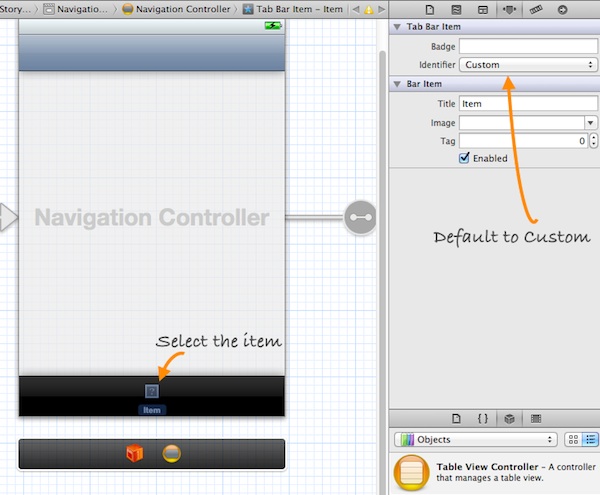 Story... Navigatio... Navigation Controller Tab Bar Item – Item
Tab Bar Item
Badge
Identifier Custom
Bar Item
Title Item
Image
Tag 0
Enabled
Navigation Controller
Default to Custom
Select the item
Item
{ }
Objects
Table View Controller – A controller
that manages a table view.